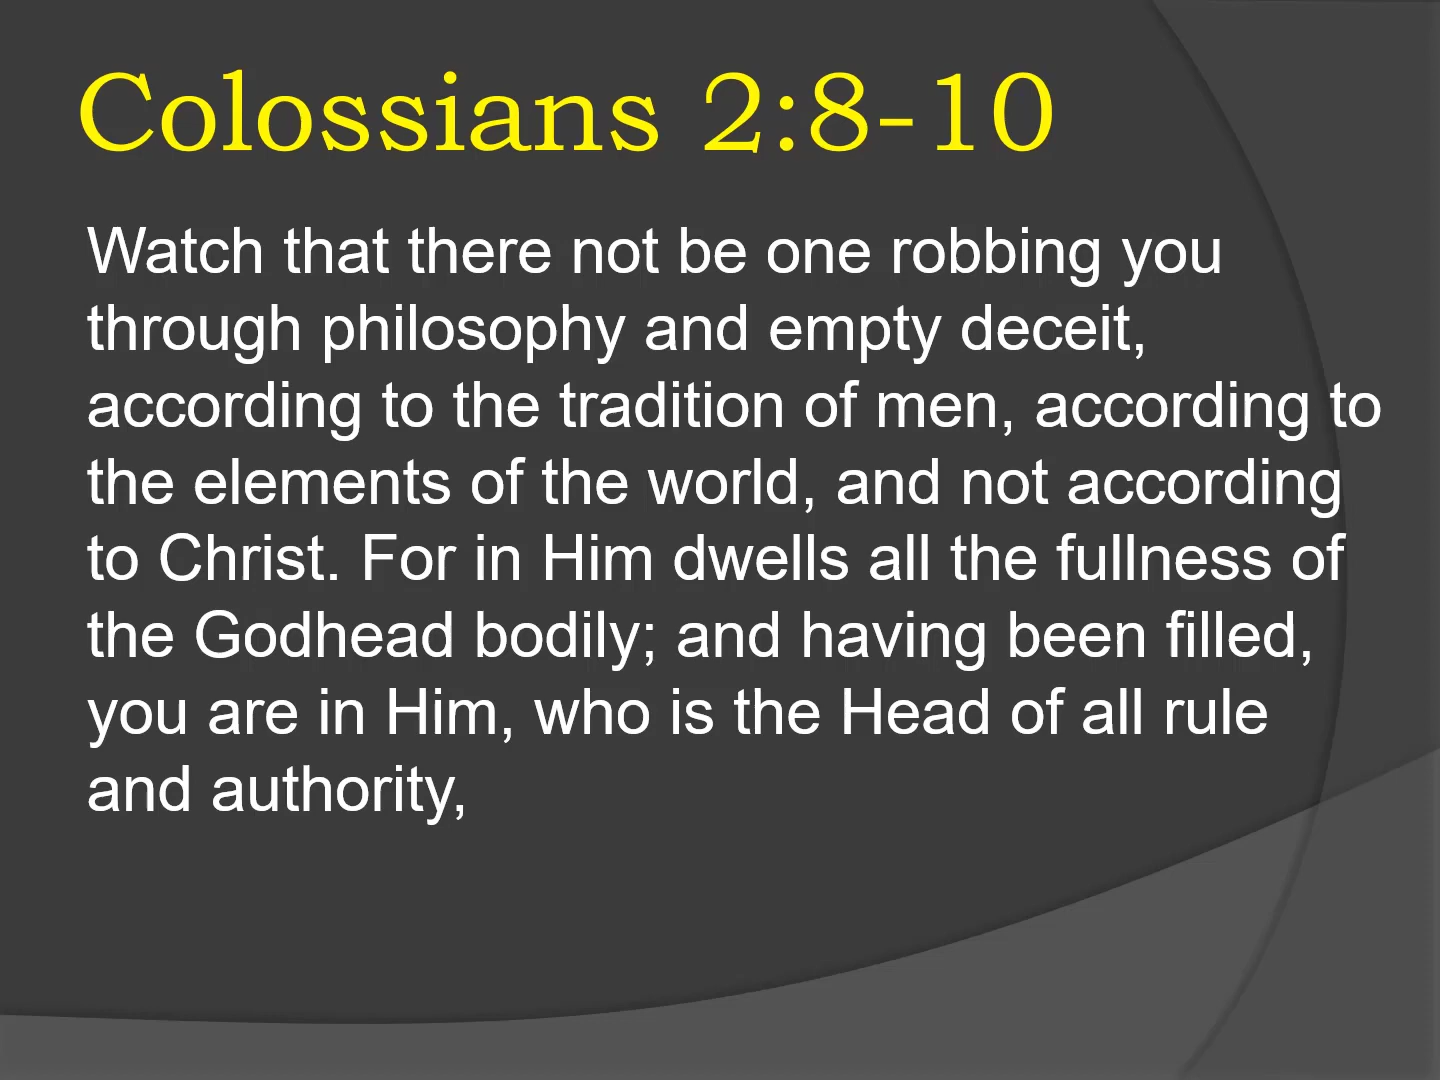 Colossians 2:8-10
Watch that there not be one robbing you
through philosophy and empty deceit,
according to the tradition of men, according to
the elements of the world, and not according
to Christ. For in Him dwells all the fullness of
the Godhead bodily; and having been filled,
you are in Him, who is the Head of all rule
and authority,